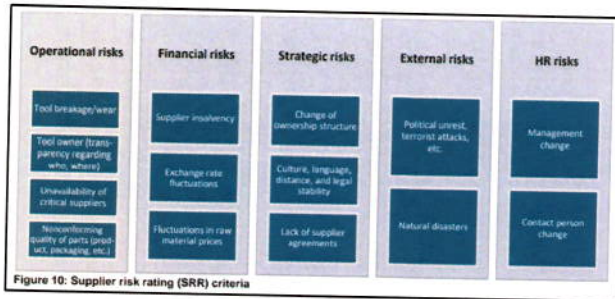 Operational risks
Tool breakage/wear
Tool owner (trans-
parency regarding
who, where)
Unavailability of
critical suppliers
Nonconforming
quality of parts (prod-
uct, packaging, etc.)
Financial risks
Supplier insolvency
Exchange rate
fluctuations
Fluctuations in raw
material prices
Strategic risks
Change of
ownership structure
Culture, language,
distance, and legal
stability
Lack of supplier
agreements
External risks
Political unrest,
terrorist attacks,
etc.
Natural disasters
HR risks
Management
change
Contact person
change
Figure 10: Supplier risk rating (SRR) criteria